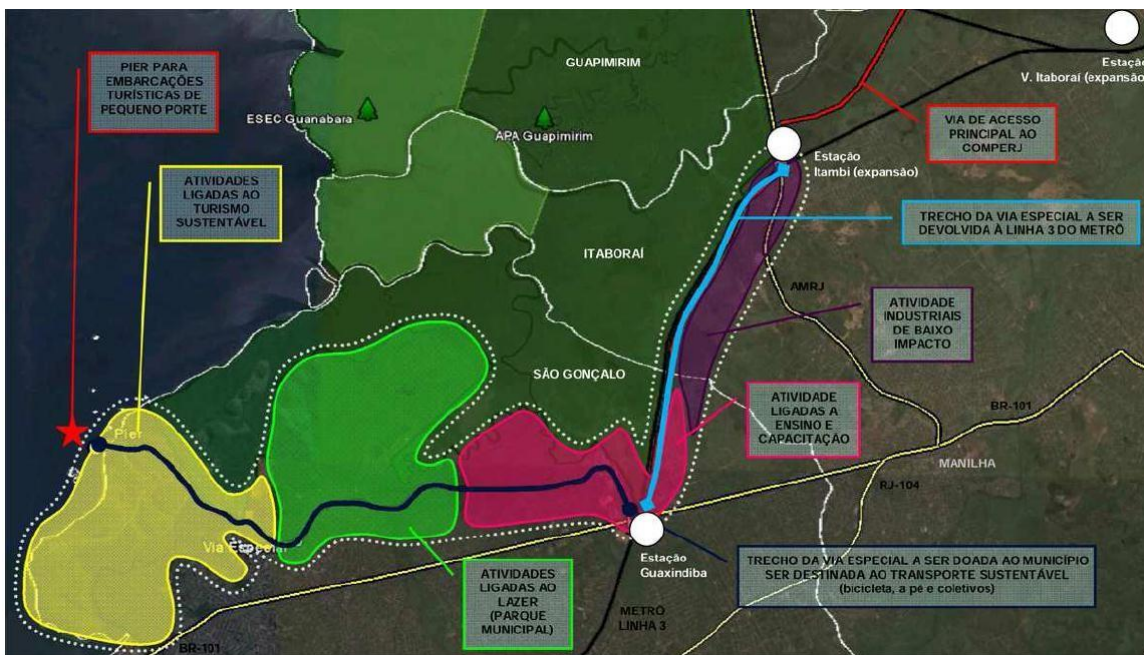 PIER PARA
EMBARCAÇÕES
TURÍSTICAS DE
PEQUENO PORTE
ATIVIDADES
LIGADAS AO
TURISMO
SUSTENTÁVEL
ESEC Guanabara
APA Guapimirim
GUAPIMIRIM
Estação
V. Itaboraí (expansão)
VIA DE ACESSO
PRINCIPAL AO
COMPERJ
Estação
Itambi (expansão)
TRECHO DA VIA ESPECIAL A SER
DEVOLVIDA À LINHA 3 DO METRÔ
ITABORAÍ
AMRJ
ATIVIDADE
INDUSTRIAIS
DE BAIXO
IMPACTO
SÃO GONÇALO
ATIVIDADE
LIGADAS A
ENSINO E
CAPACITAÇÃO
BR-101
MANILHA
RJ-104
Pier
Via Especial
Estação
Guaxindiba
TRECHO DA VIA ESPECIAL A SER DOADA AO MUNICÍPIO
SER DESTINADA AO TRANSPORTE SUSTENTÁVEL
(bicicleta, a pé e coletivos)
ATIVIDADES
LIGADAS AO
LAZER
(PARQUE
MUNICIPAL)
METRÔ
LINHA 3
BR-101